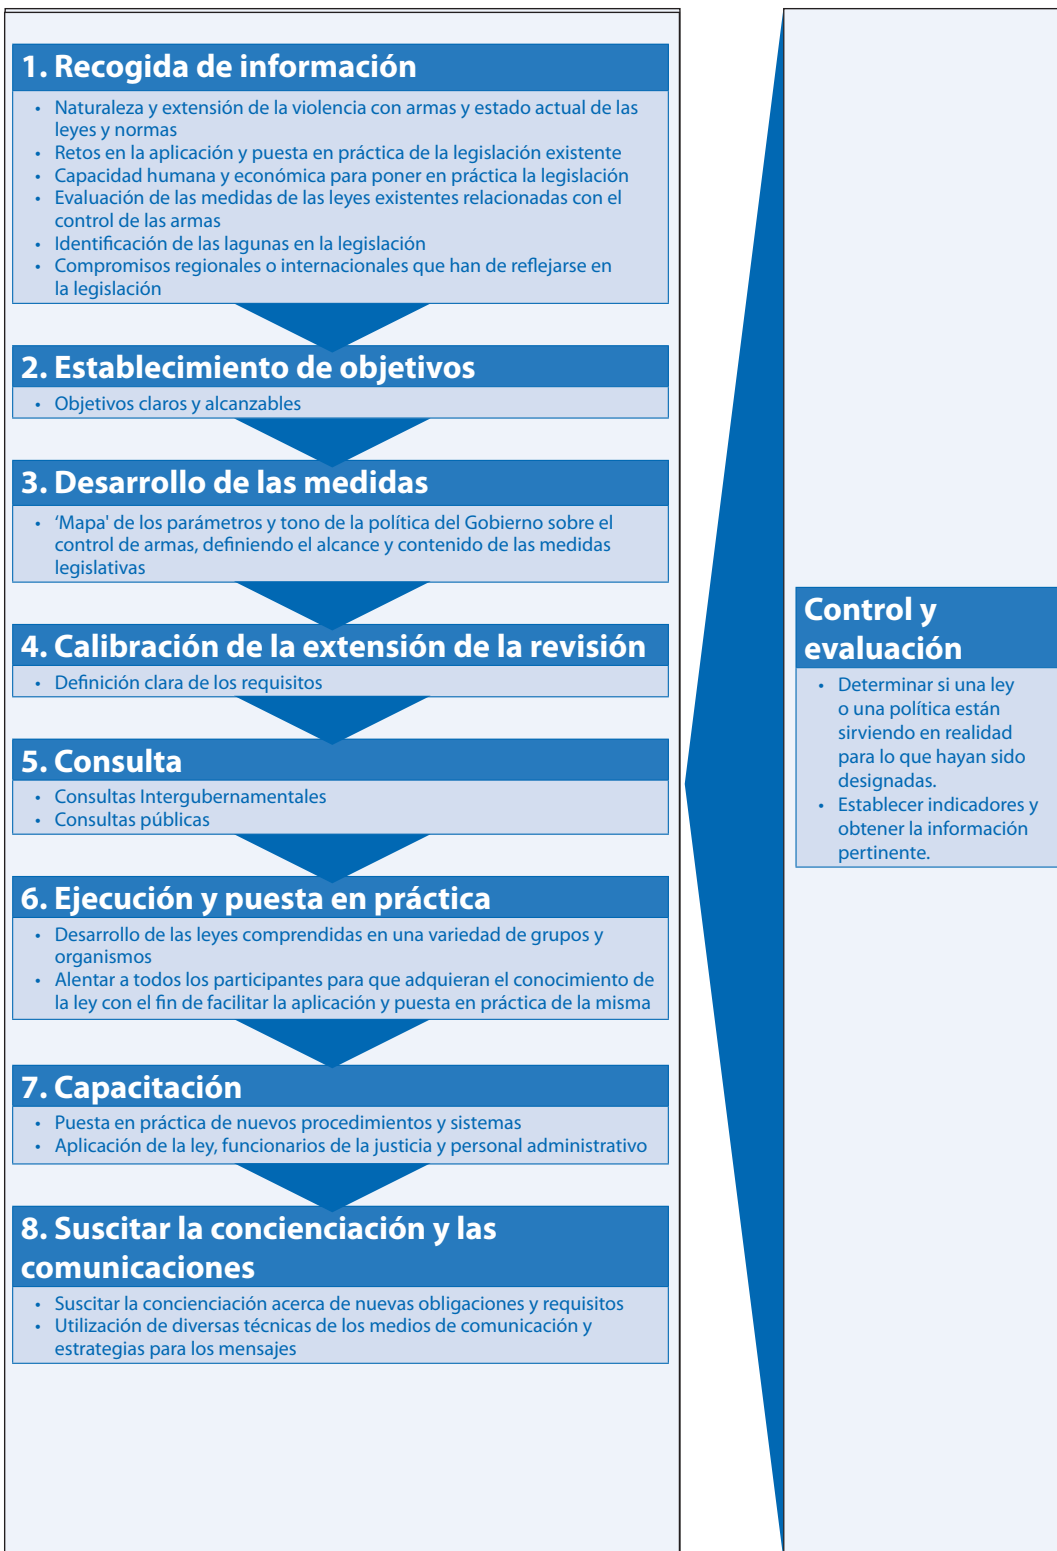 1. Recogida de información
• Naturaleza y extensión de la violencia con armas y estado actual de las
leyes y normas
• Retos en la aplicación y puesta en práctica de la legislación existente
• Capacidad humana y económica para poner en práctica la legislación
• Evaluación de las medidas de las leyes existentes relacionadas con el
control de las armas
• Identificación de las lagunas en la legislación
• Compromisos regionales o internacionales que han de reflejarse en
la legislación
2. Establecimiento de objetivos
• Objetivos claros y alcanzables
3. Desarrollo de las medidas
• ‘Mapa' de los parámetros y tono de la política del Gobierno sobre el
control de armas, definiendo el alcance y contenido de las medidas
legislativas
4. Calibración de la extensión de la revisión
• Definición clara de los requisitos
5. Consulta
• Consultas Intergubernamentales
• Consultas públicas
6. Ejecución y puesta en práctica
• Desarrollo de las leyes comprendidas en una variedad de grupos y
organismos
• Alentar a todos los participantes para que adquieran el conocimiento de
la ley con el fin de facilitar la aplicación y puesta en práctica de la misma
7. Capacitación
• Puesta en práctica de nuevos procedimientos y sistemas
• Aplicación de la ley, funcionarios de la justicia y personal administrativo
8. Suscitar la concienciación y las
comunicaciones
• Suscitar la concienciación acerca de nuevas obligaciones y requisitos
• Utilización de diversas técnicas de los medios de comunicación y
estrategias para los mensajes
Control y
evaluación
• Determinar si una ley
o una política están
sirviendo en realidad
para lo que hayan sido
designadas.
• Establecer indicadores y
obtener la información
pertinente.